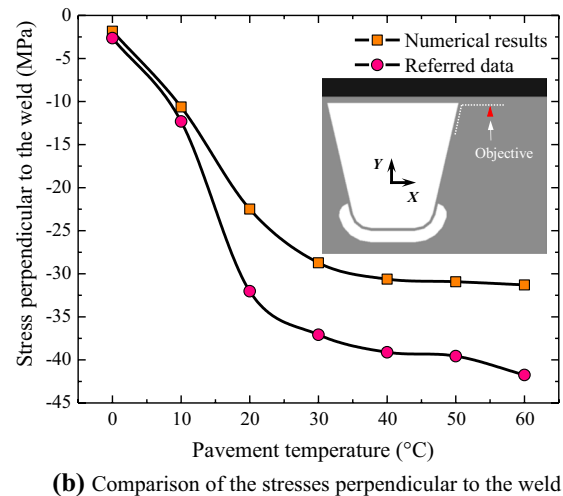 Stress perpendicular to the weld (MPa)
0
-5
-10
-15
-20
-25
-30
-35
-40
-45
Numerical results
Referred data
Objective
Y
X
0
10
20
30
40
50
60
Pavement temperature (°C)
(b) Comparison of the stresses perpendicular to the weld